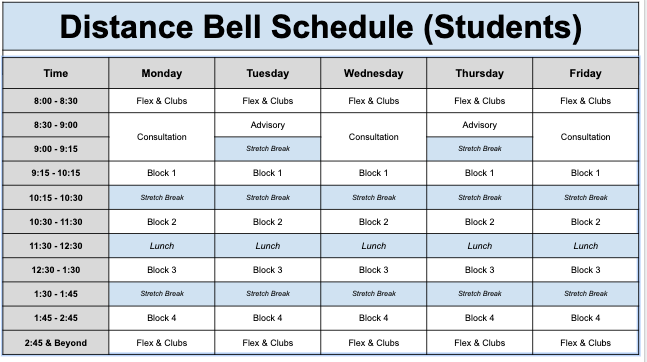 Distance Bell Schedule (Students)
Time Monday Tuesday Wednesday Thursday Friday
8:00 - 8:30 Flex & Clubs Flex & Clubs Flex & Clubs Flex & Clubs Flex & Clubs
8:30 - 9:00 Consultation Advisory Consultation Advisory Consultation
9:00 - 9:15 Stretch Break Stretch Break
9:15 - 10:15 Block 1 Block 1 Block 1 Block 1 Block 1
10:15 - 10:30 Stretch Break Stretch Break Stretch Break Stretch Break Stretch Break
10:30 - 11:30 Block 2 Block 2 Block 2 Block 2 Block 2
11:30 - 12:30 Lunch Lunch Lunch Lunch Lunch
12:30 - 1:30 Block 3 Block 3 Block 3 Block 3 Block 3
1:30 - 1:45 Stretch Break Stretch Break Stretch Break Stretch Break Stretch Break
1:45 - 2:45 Block 4 Block 4 Block 4 Block 4 Block 4
2:45 & Beyond Flex & Clubs Flex & Clubs Flex & Clubs Flex & Clubs Flex & Clubs